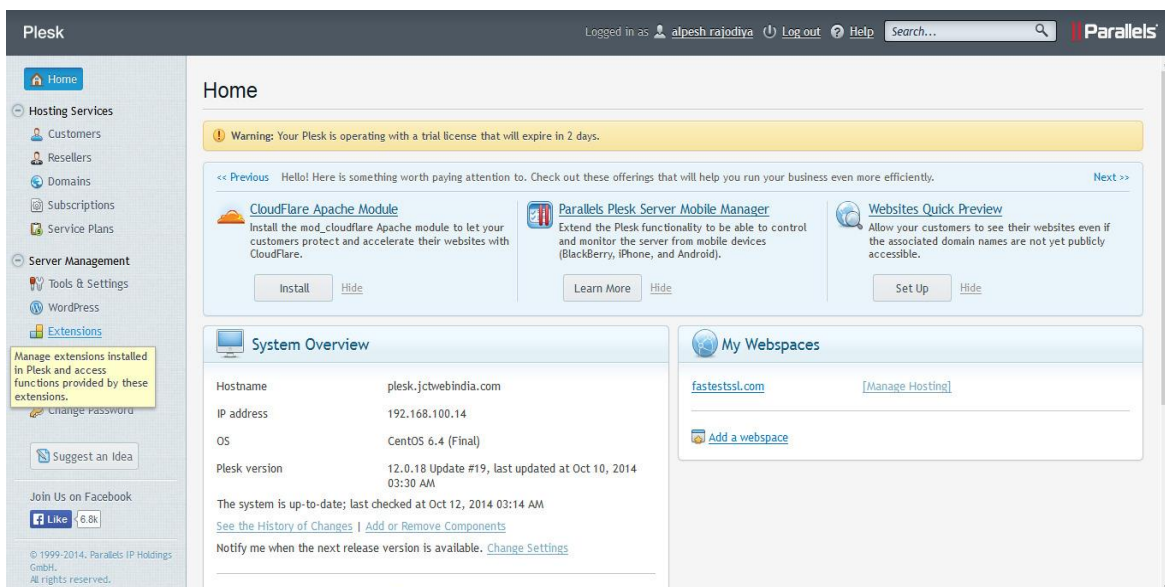 Plesk
Logged in as alpesh rajodiya Log out Help Search... Parallels
Home
Hosting Services
Customers
Resellers
Domains
Subscriptions
Service Plans
Server Management
Tools & Settings
WordPress
Extensions
Manage extensions installed
in Plesk and access
functions provided by these
extensions.
Change Password
Suggest an Idea
Join Us on Facebook
Like 6.8k
© 1999-2014. Parallels IP Holdings
GmbH.
All rights reserved.
Home
Warning: Your Plesk is operating with a trial license that will expire in 2 days.
<< Previous Hello! Here is something worth paying attention to. Check out these offerings that will help you run your business even more efficiently. Next >>
CloudFlare Apache Module
Install the mod_cloudflare Apache module to let your
customers protect and accelerate their websites with
CloudFlare.
Install Hide
Parallels Plesk Server Mobile Manager
Extend the Plesk functionality to be able to control
and monitor the server from mobile devices
(BlackBerry, iPhone, and Android).
Learn More Hide
Websites Quick Preview
Allow your customers to see their websites even if
the associated domain names are not yet publicly
accessible.
Set Up Hide
System Overview
Hostname plesk.jctwebindia.com
IP address 192.168.100.14
OS CentOS 6.4 (Final)
Plesk version 12.0.18 Update #19, last updated at Oct 10, 2014
03:30 AM
The system is up-to-date; last checked at Oct 12, 2014 03:14 AM
See the History of Changes | Add or Remove Components
Notify me when the next release version is available. Change Settings
My Webspaces
fastestssl.com [Manage Hosting]
Add a webspace